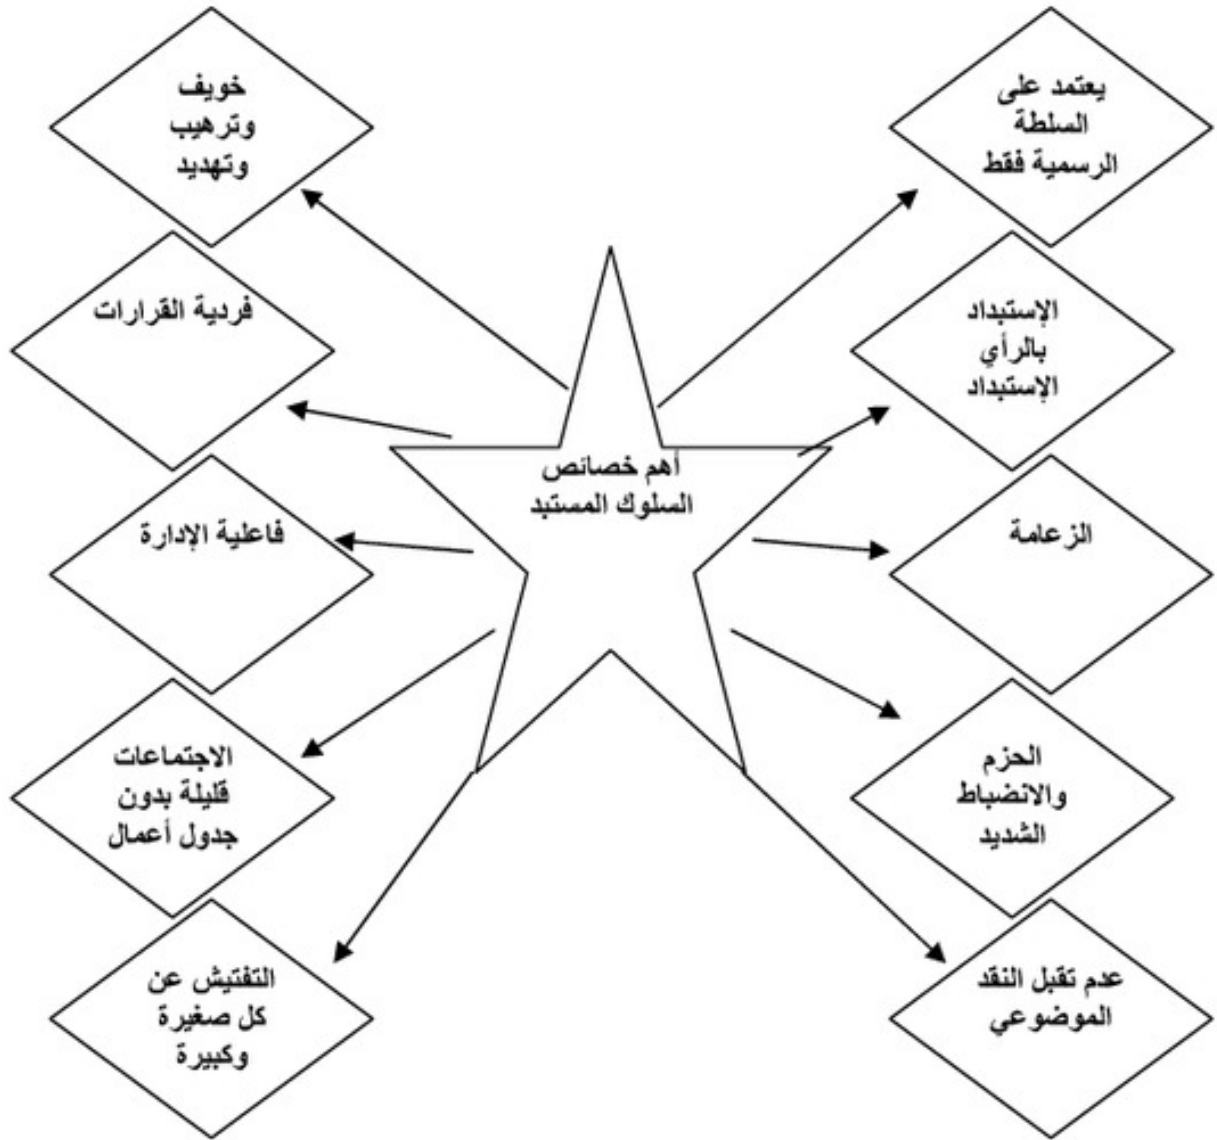 يعتمد على
السلطة
الرسمية فقط
خويف
وترهيب
وتهديد
الإستبداد
بالرأي
الإستبداد
فردية القرارات
أهم خصائص
السلوك المستبد
الزعامة
فاعلية الإدارة
الحزم
والانضباط
الشديد
الاجتماعات
قليلة بدون
جدول أعمال
عدم تقبل النقد
الموضوعي
التفتيش عن
كل صغيرة
وكبيرة